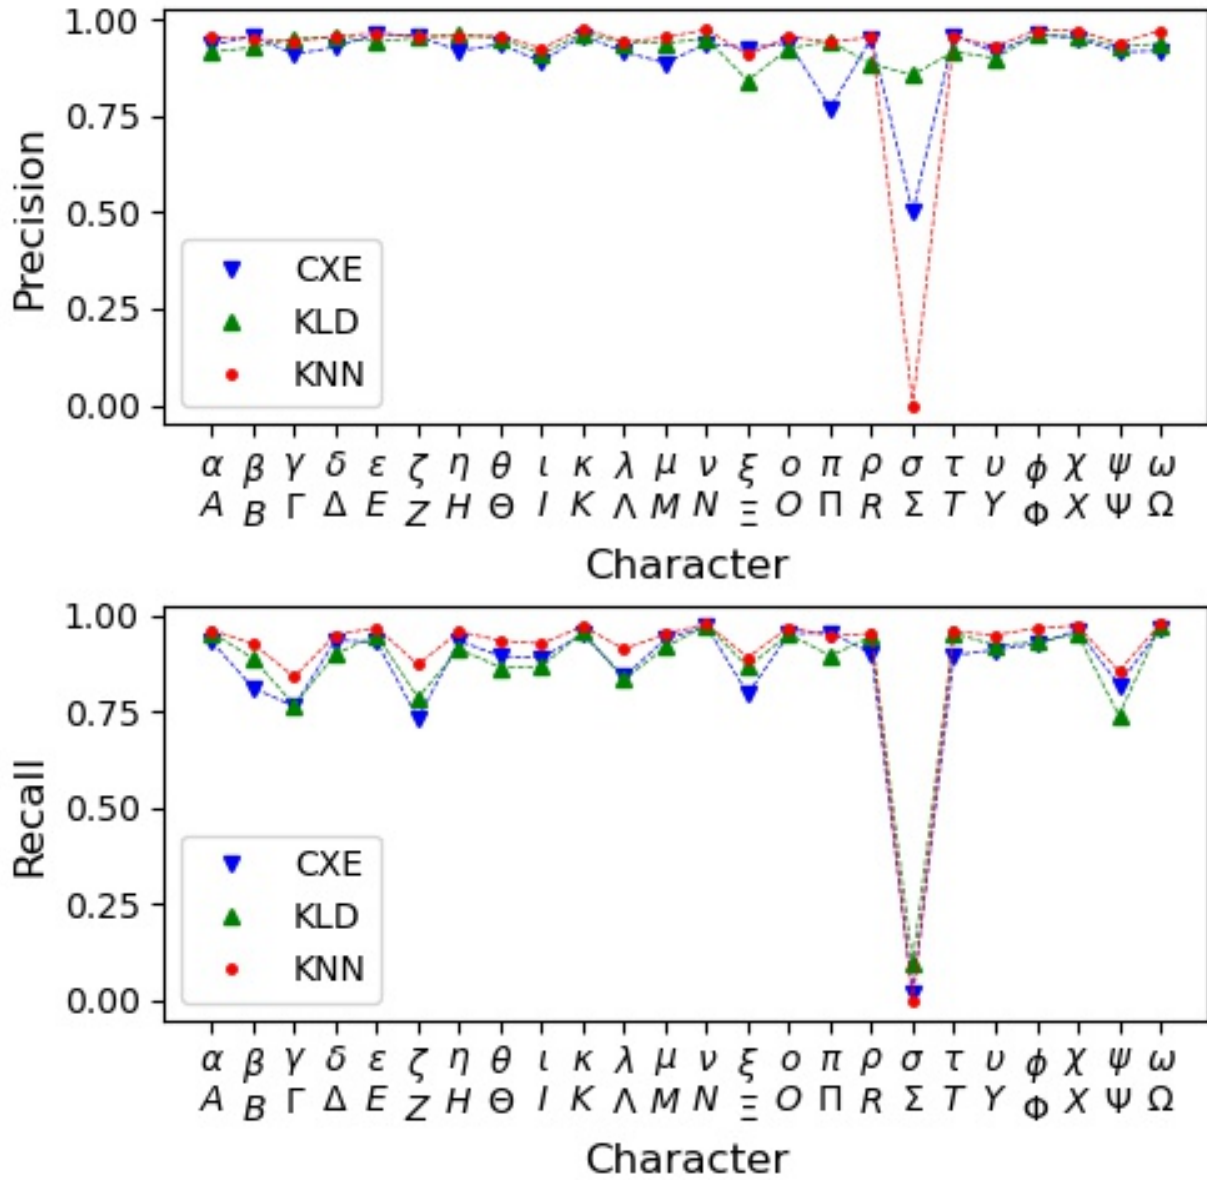 1.00
0.75
0.50
0.25
0.00
Precision
CXE
KLD
KNN
α β γ δ ε ζ η θ ι κ λ μ ν ξ ο π ρ σ τ υ ϕ χ ψ ω
A B Γ Δ E Z H Θ I K Λ M N Ξ O Π R Σ T Y Φ X Ψ Ω
Character
1.00
0.75
0.50
0.25
0.00
Recall
CXE
KLD
KNN
α β γ δ ε ζ η θ ι κ λ μ ν ξ ο π ρ σ τ υ ϕ χ ψ ω
A B Γ Δ E Z H Θ I K Λ M N Ξ O Π R Σ T Y Φ X Ψ Ω
Character